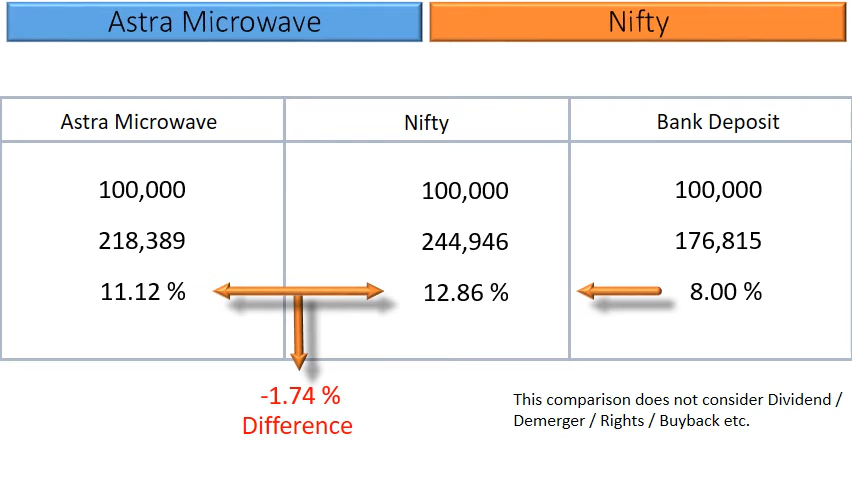 Astra Microwave
Nifty
Astra Microwave Nifty Bank Deposit
100,000 100,000 100,000
218,389 244,946 176,815
11.12 % 12.86 % 8.00 %
-1.74 %
Difference
This comparison does not consider Dividend /
Demerger / Rights / Buyback etc.